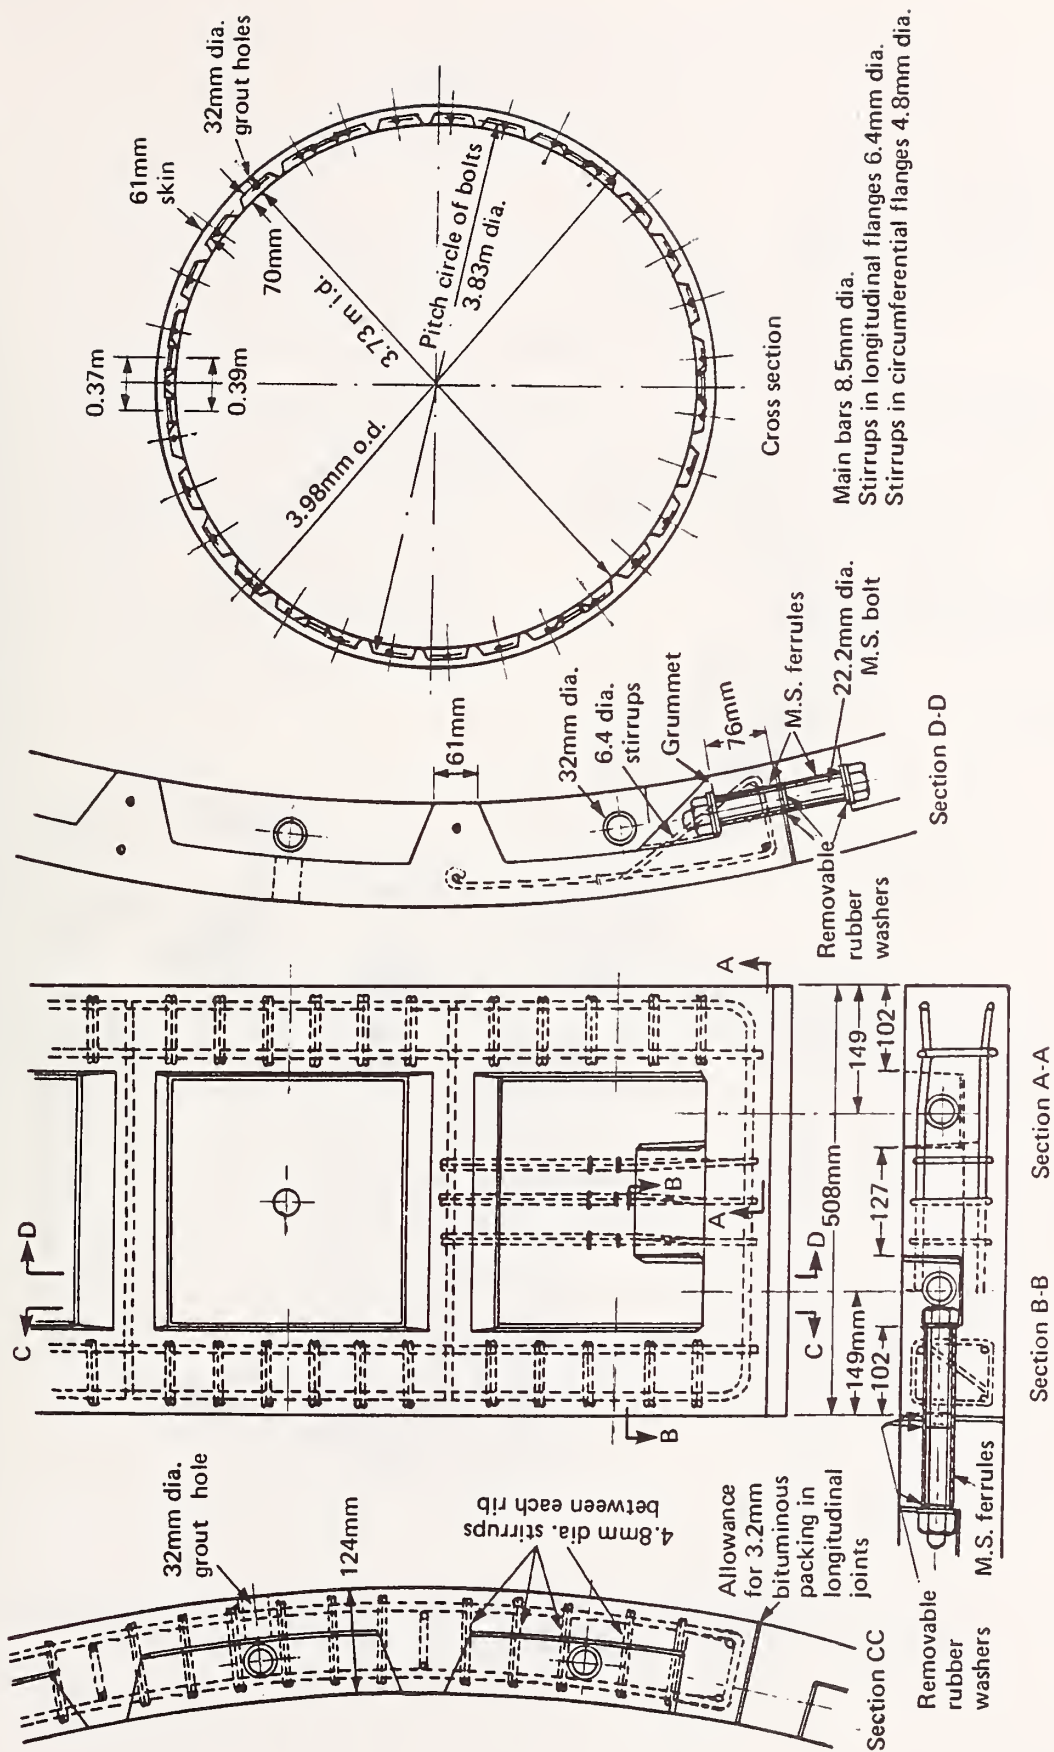 61mm
skin
32mm dia.
grout holes
0.37m
0.39m
70mm
3.73 m i.d.
3.98mm o.d.
Pitch circle of bolts
3.83m dia.
Cross section
Main bars 8.5mm dia.
Stirrups in longitudinal flanges 6.4mm dia.
Stirrups in circumferential flanges 4.8mm dia.
61mm
32mm dia.
6.4 dia.
stirrups
Grummet
76mm
M.S. ferrules
22.2mm dia.
M.S. bolt
Removable
rubber
washers
Section D-D
C
D
B
B
A
A
C
D
508mm
149mm
149
102
127
102
Section B-B
Section A-A
M.S. ferrules
Removable
rubber
washers
32mm dia.
grout hole
124mm
4.8mm dia. stirrups
between each rib
Allowance
for 3.2mm
bituminous
packing in
longitudinal
joints
Section CC